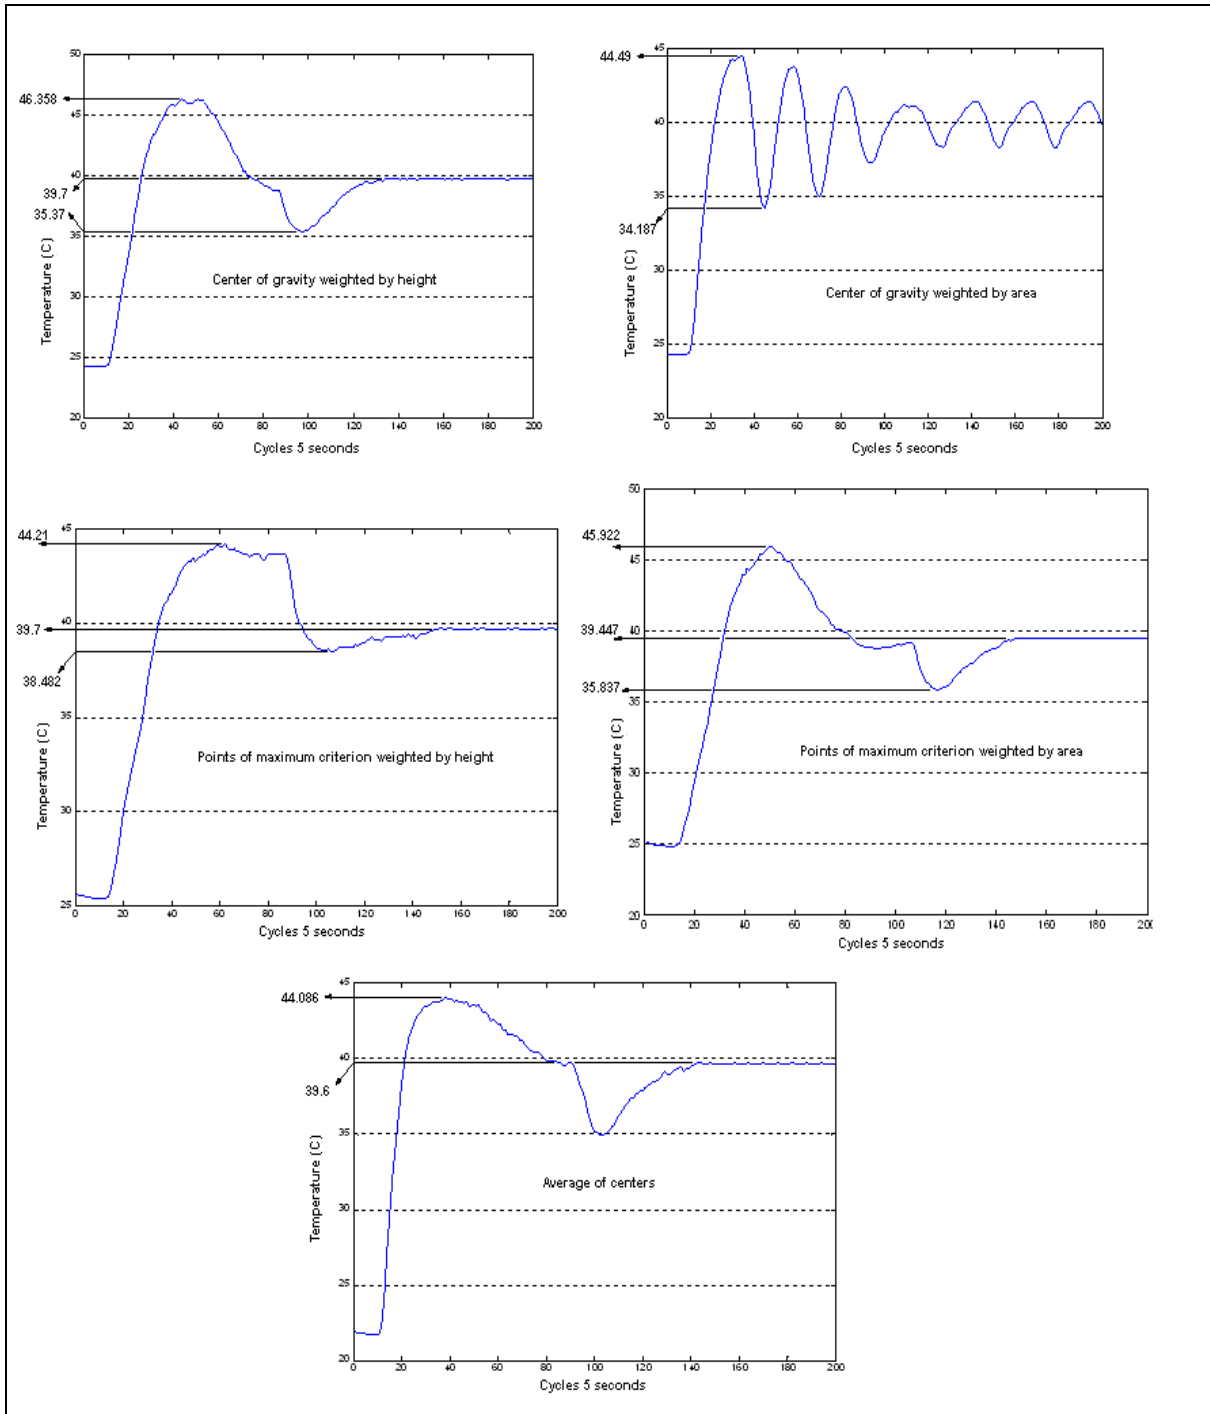 50
46.358
45
40
39.7
35.37
35
30
25
20
0 20 40 60 80 100 120 140 160 180 200
Temperature (C)
Center of gravity weighted by height
Cycles 5 seconds
45
44.49
40
35
34.187
30
25
20
0 20 40 60 80 100 120 140 160 180 200
Temperature (C)
Center of gravity weighted by area
Cycles 5 seconds
45
44.21
40
39.7
38.482
35
30
25
0 20 40 60 80 100 120 140 160 180 200
Temperature (C)
Points of maximum criterion weighted by height
Cycles 5 seconds
50
45.922
45
40
39.447
35.837
35
30
25
20
0 20 40 60 80 100 120 140 160 180 200
Temperature (C)
Points of maximum criterion weighted by area
Cycles 5 seconds
45
44.086
40
39.6
35
30
25
20
0 20 40 60 80 100 120 140 160 180 200
Temperature (C)
Average of centers
Cycles 5 seconds